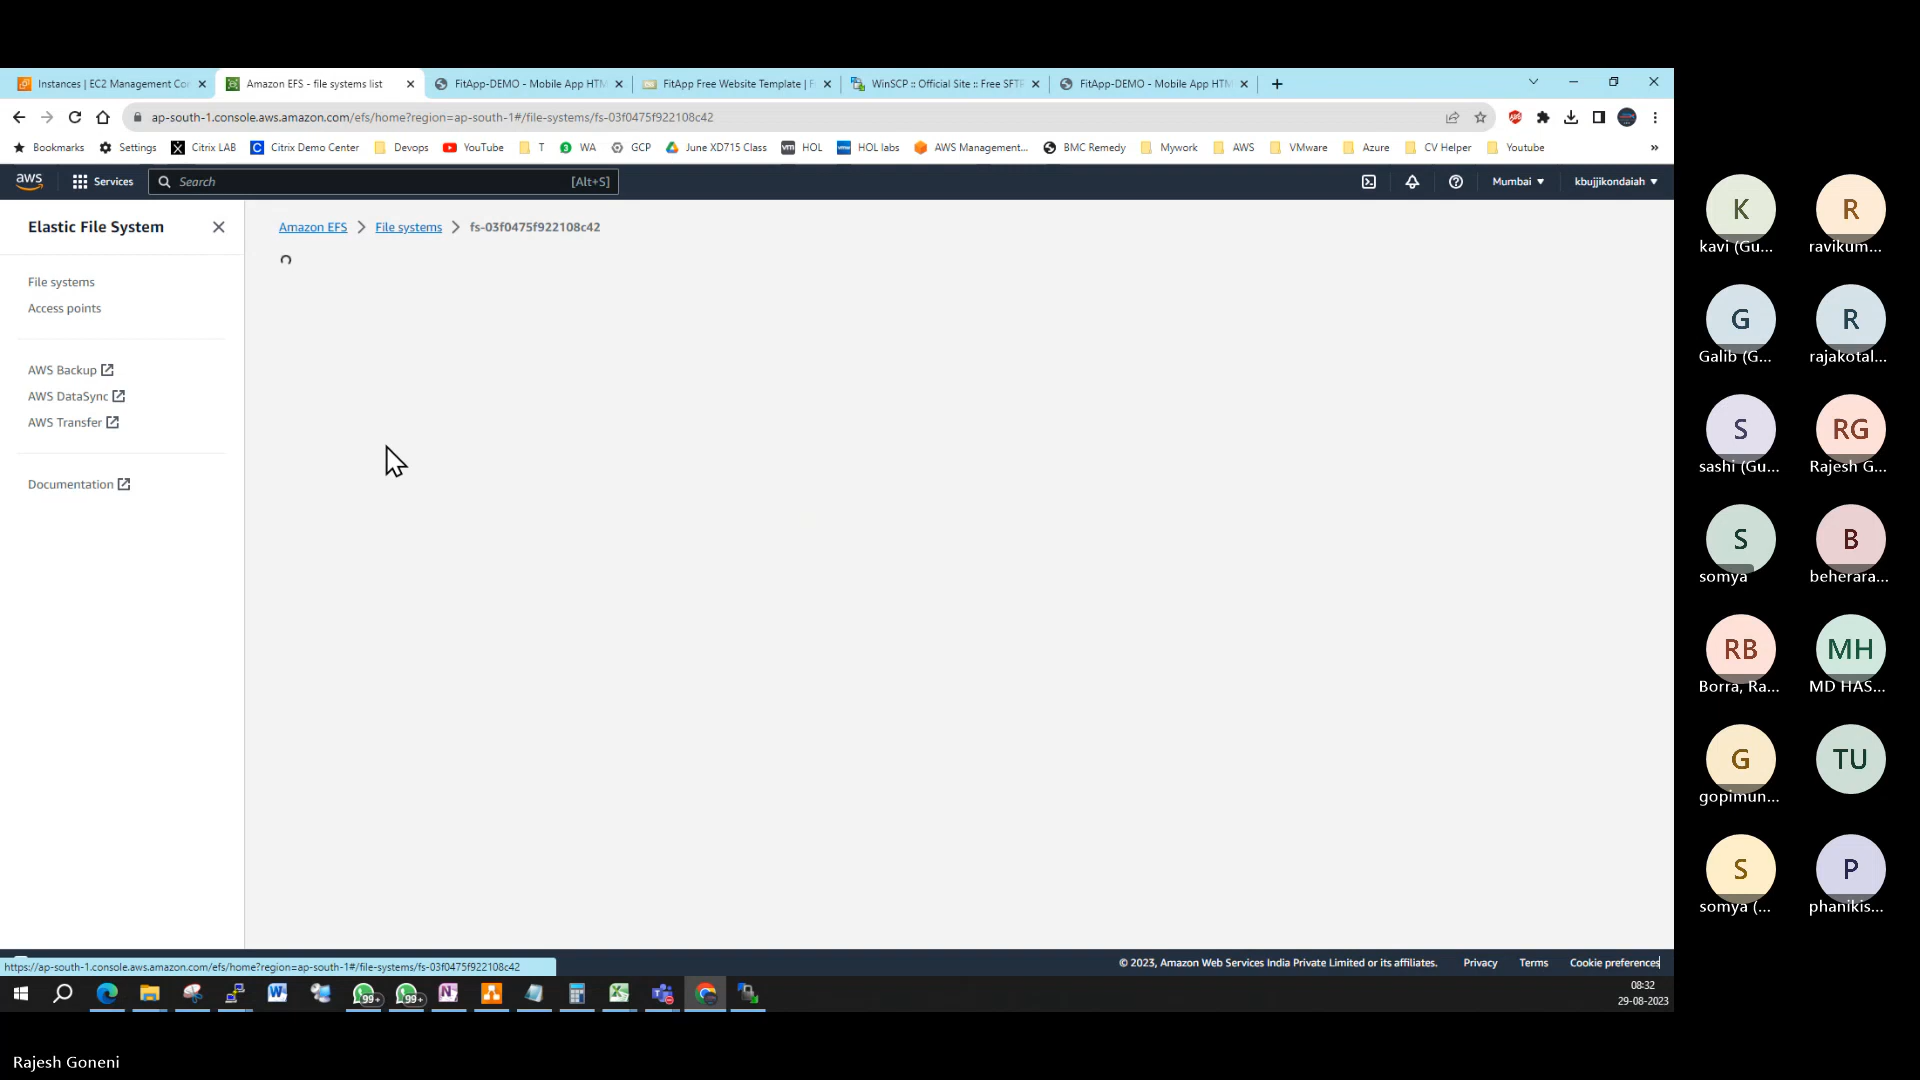 Instances | EC2 Management Con
Amazon EFS - file systems list
FitApp-DEMO - Mobile App HTM
FitApp Free Website Template | F
WinSCP :: Official Site :: Free SFT
FitApp-DEMO - Mobile App HTM
ap-south-1.console.aws.amazon.com/efs/home?region=ap-south-1#/file-systems/fs-03f0475f922108c42
Bookmarks
Settings
Citrix LAB
Citrix Demo Center
Devops
YouTube
T
WA
GCP
June XD715 Class
HOL
HOL labs
AWS Management...
BMC Remedy
Mywork
AWS
VMware
Azure
CV Helper
Youtube
»
aws
Services
Search
[Alt+S]
Mumbai
kbujjikondaiah
Elastic File System
Amazon EFS
File systems
fs-03f0475f922108c42
File systems
Access points
AWS Backup
AWS DataSync
AWS Transfer
Documentation
https://ap-south-1.console.aws.amazon.com/efs/home?region=ap-south-1#/file-systems/fs-03f0475f922108c42
© 2023, Amazon Web Services India Private Limited or its affiliates.
Privacy
Terms
Cookie preferences
99+
99+
08:32
29-08-2023
K
kavi (Gu...
R
ravikum...
G
Galib (G...
R
rajakotal...
S
sashi (Gu...
RG
Rajesh G...
S
somya
B
beherara...
RB
Borra, Ra...
MH
MD HAS...
G
gopimun...
TU
S
somya (...
P
phanikis...
Rajesh Goneni